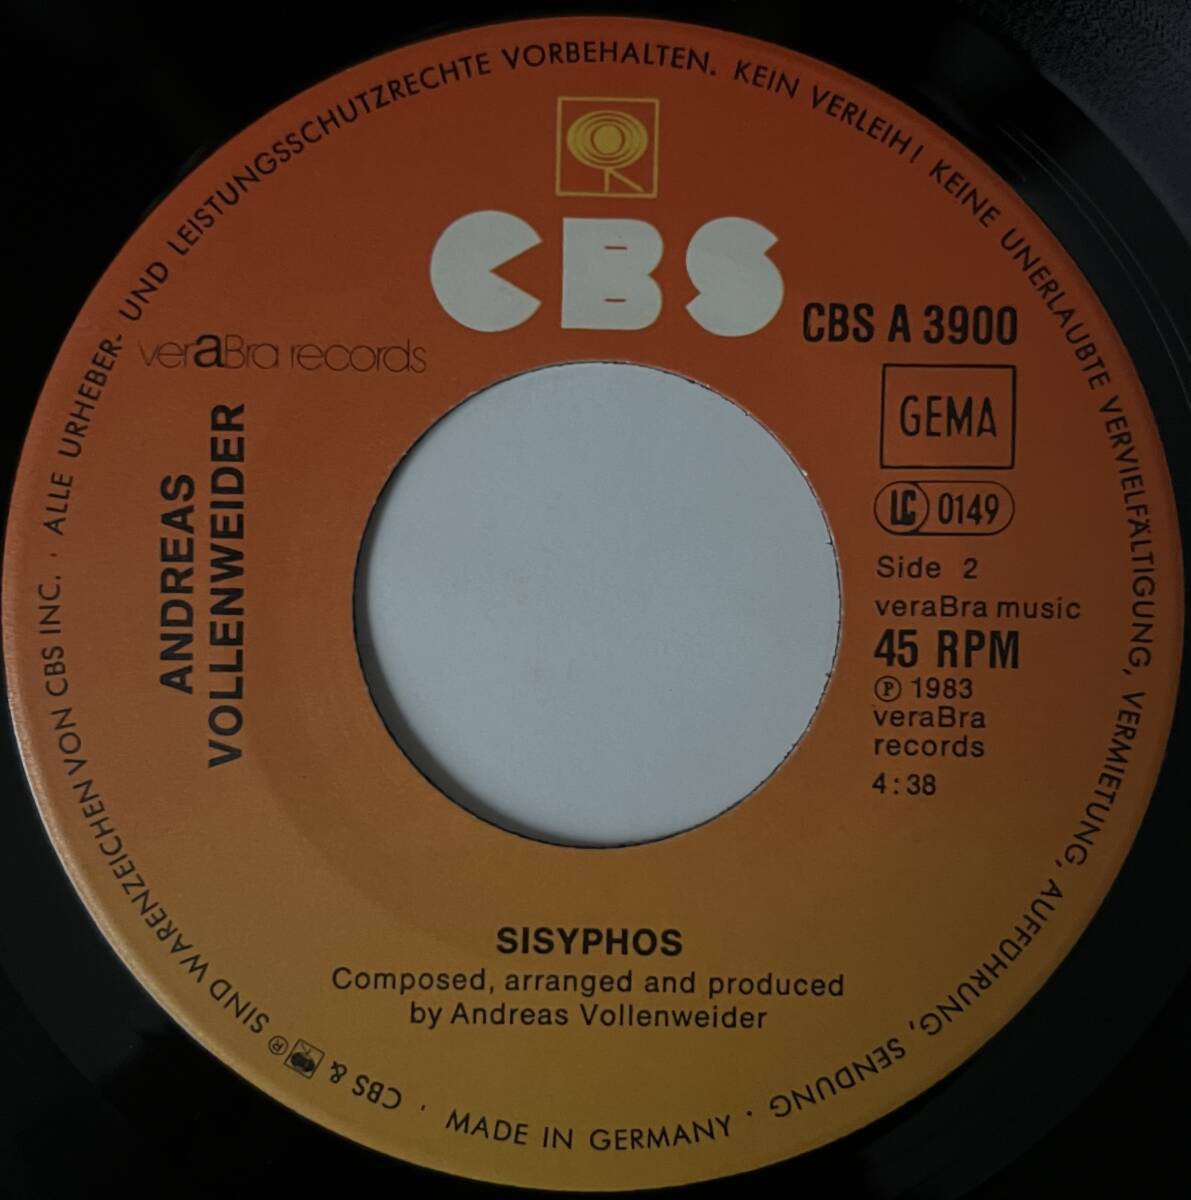 ALLE URHEBER- UND LEISTUNGSSCHUTZRECHTE VORBEHALTEN. KEIN VERLEIH! KEINE UNERLAUBTE VERVIELFÄLTIGUNG, VERMIETUNG, AUFFÜHRUNG, SENDUNG · MADE IN GERMANY · CBS & ® SIND WARENZEICHEN VON CBS INC. ·
CBS
CBS A 3900
veraBra records
GEMA
LC 0149
ANDREAS
VOLLENWEIDER
Side 2
veraBra music
45 RPM
℗ 1983
veraBra
records
4:38
SISYPHOS
Composed, arranged and produced
by Andreas Vollenweider